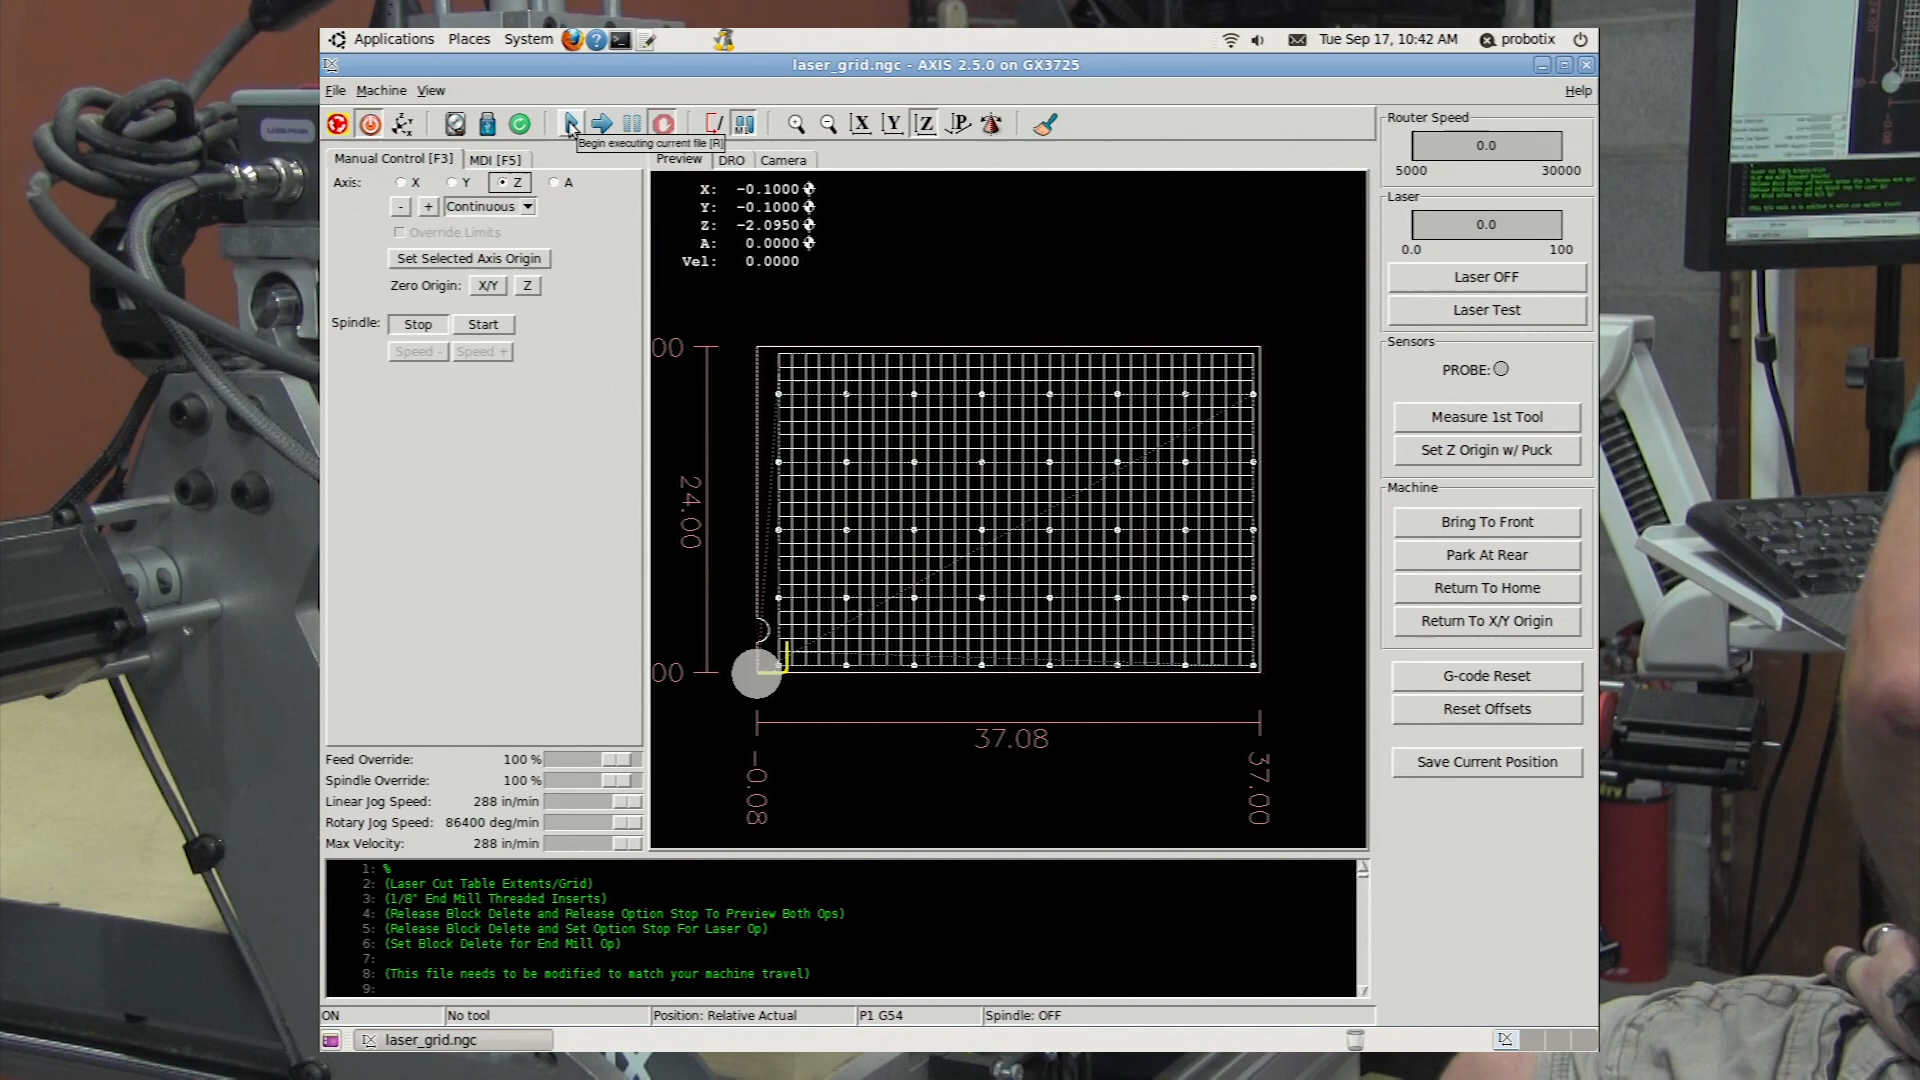 Applications Places System
Tue Sep 17, 10:42 AM probotix
laser_grid.ngc - AXIS 2.5.0 on GX3725
File Machine View Help
Begin executing current file [R]
Manual Control [F3] MDI [F5]
Preview DRO Camera
Axis: X Y Z A
- + Continuous
Override Limits
Set Selected Axis Origin
Zero Origin: X/Y Z
Spindle: Stop Start
Speed - Speed +
X: -0.1000
Y: -0.1000
Z: -2.0950
A: 0.0000
Vel: 0.0000
00
24.00
00
37.08
-0.08
37.00
Router Speed
0.0
5000 30000
Laser
0.0
0.0 100
Laser OFF
Laser Test
Sensors
PROBE:
Measure 1st Tool
Set Z Origin w/ Puck
Machine
Bring To Front
Park At Rear
Return To Home
Return To X/Y Origin
G-code Reset
Reset Offsets
Save Current Position
Feed Override: 100 %
Spindle Override: 100 %
Linear Jog Speed: 288 in/min
Rotary Jog Speed: 86400 deg/min
Max Velocity: 288 in/min
1: %
2: (Laser Cut Table Extents/Grid)
3: (1/8" End Mill Threaded Inserts)
4: (Release Block Delete and Release Option Stop To Preview Both Ops)
5: (Release Block Delete and Set Option Stop For Laser Op)
6: (Set Block Delete for End Mill Op)
7:
8: (This file needs to be modified to match your machine travel)
9:
ON No tool Position: Relative Actual P1 G54 Spindle: OFF
laser_grid.ngc